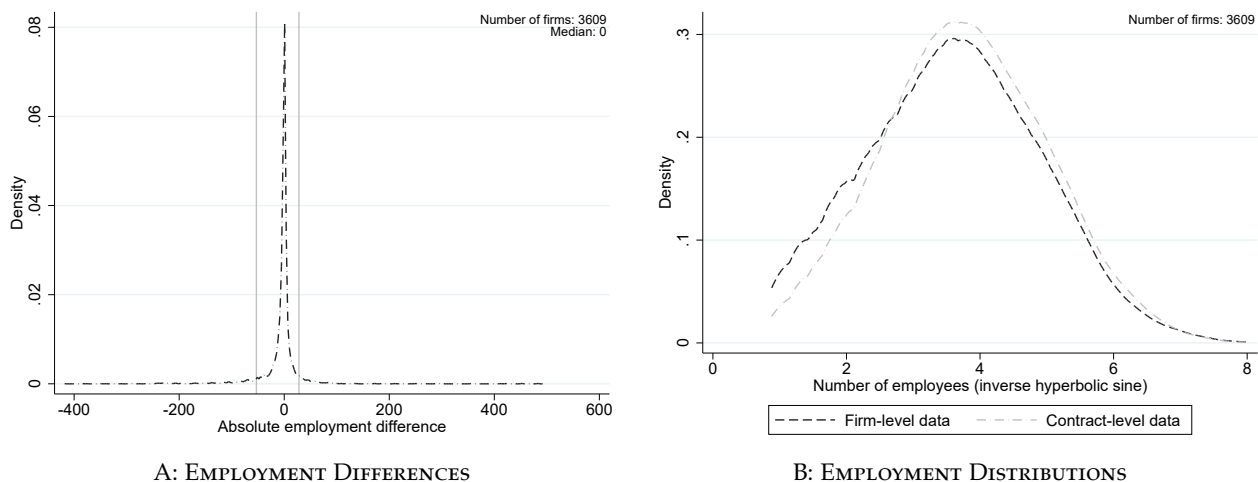 Number of firms: 3609
Median: 0
.08
.06
.04
.02
0
Density
-400 -200 0 200 400 600
Absolute employment difference
A: Employment Differences
Number of firms: 3609
.3
.2
.1
0
Density
0 2 4 6 8
Number of employees (inverse hyperbolic sine)
Firm-level data Contract-level data
B: Employment Distributions